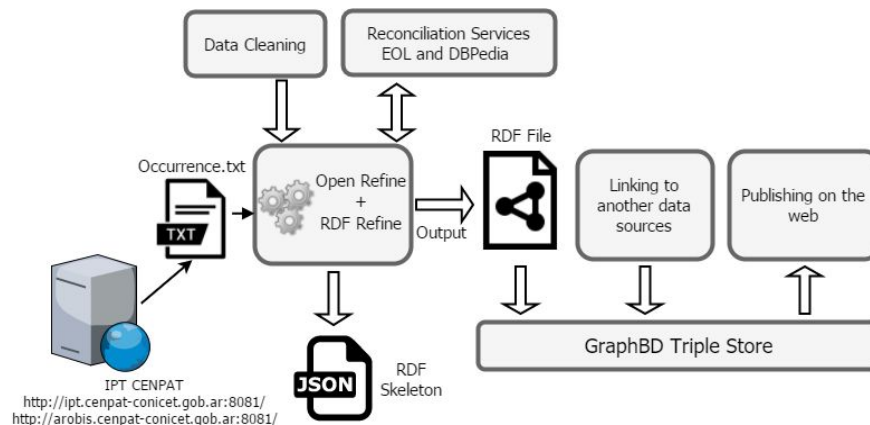 Data Cleaning
Reconciliation Services
EOL and DBPedia
Occurrence.txt
TXT
Open Refine
+
RDF Refine
Output
RDF File
Linking to
another data
sources
Publishing on the
web
GraphBD Triple Store
JSON
RDF
Skeleton
IPT CENPAT
http://ipt.cenpat-conicet.gob.ar:8081/
http://arobis.cenpat-conicet.gob.ar:8081/